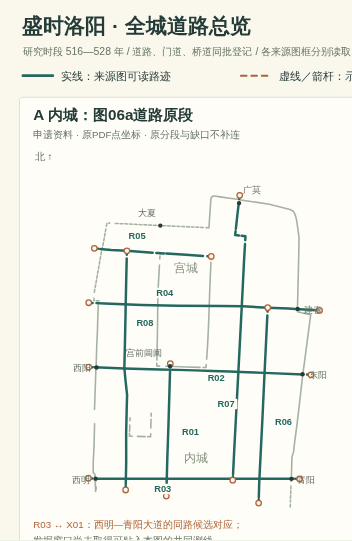 盛时洛阳 · 全城道路总览
研究时段 516—528 年 / 道路、门道、桥道同批登记 / 各来源图框分别读取
实线：来源图可读路迹
虚线／箭杆：示
A 内城：图06a道路原段
申遗资料 · 原PDF点坐标 · 原分段与缺口不补连
北 ↑
广莫
大夏
R05
宫城
R04
R08
宫前阊阖
西阳
R02
东阳
R07
R06
R01
内城
西明
R03
青阳
R03 ↔ X01：西明—青阳大道的同路候选对应；